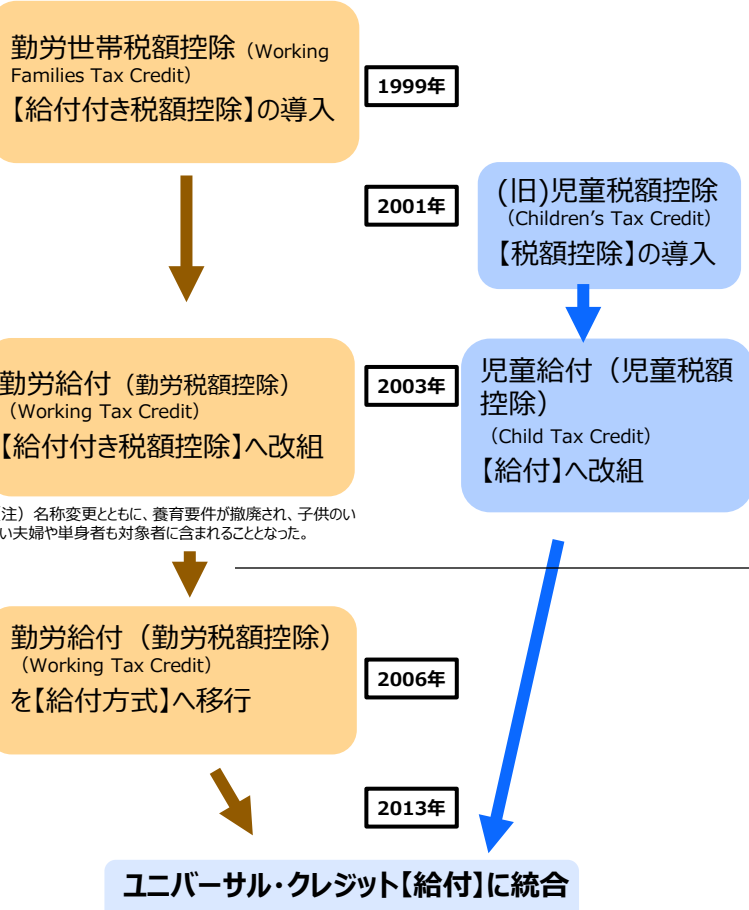 勤労世帯税額控除（Working
Families Tax Credit）
【給付付き税額控除】の導入
1999年
2001年
(旧)児童税額控除
（Children's Tax Credit）
【税額控除】の導入
勤労給付（勤労税額控除）
（Working Tax Credit）
【給付付き税額控除】へ改組
2003年
児童給付（児童税額
控除）
（Child Tax Credit）
【給付】へ改組
注）名称変更とともに、養育要件が撤廃され、子供のい
い夫婦や単身者も対象者に含まれることとなった。
勤労給付（勤労税額控除）
（Working Tax Credit）
を【給付方式】へ移行
2006年
2013年
ユニバーサル・クレジット【給付】に統合